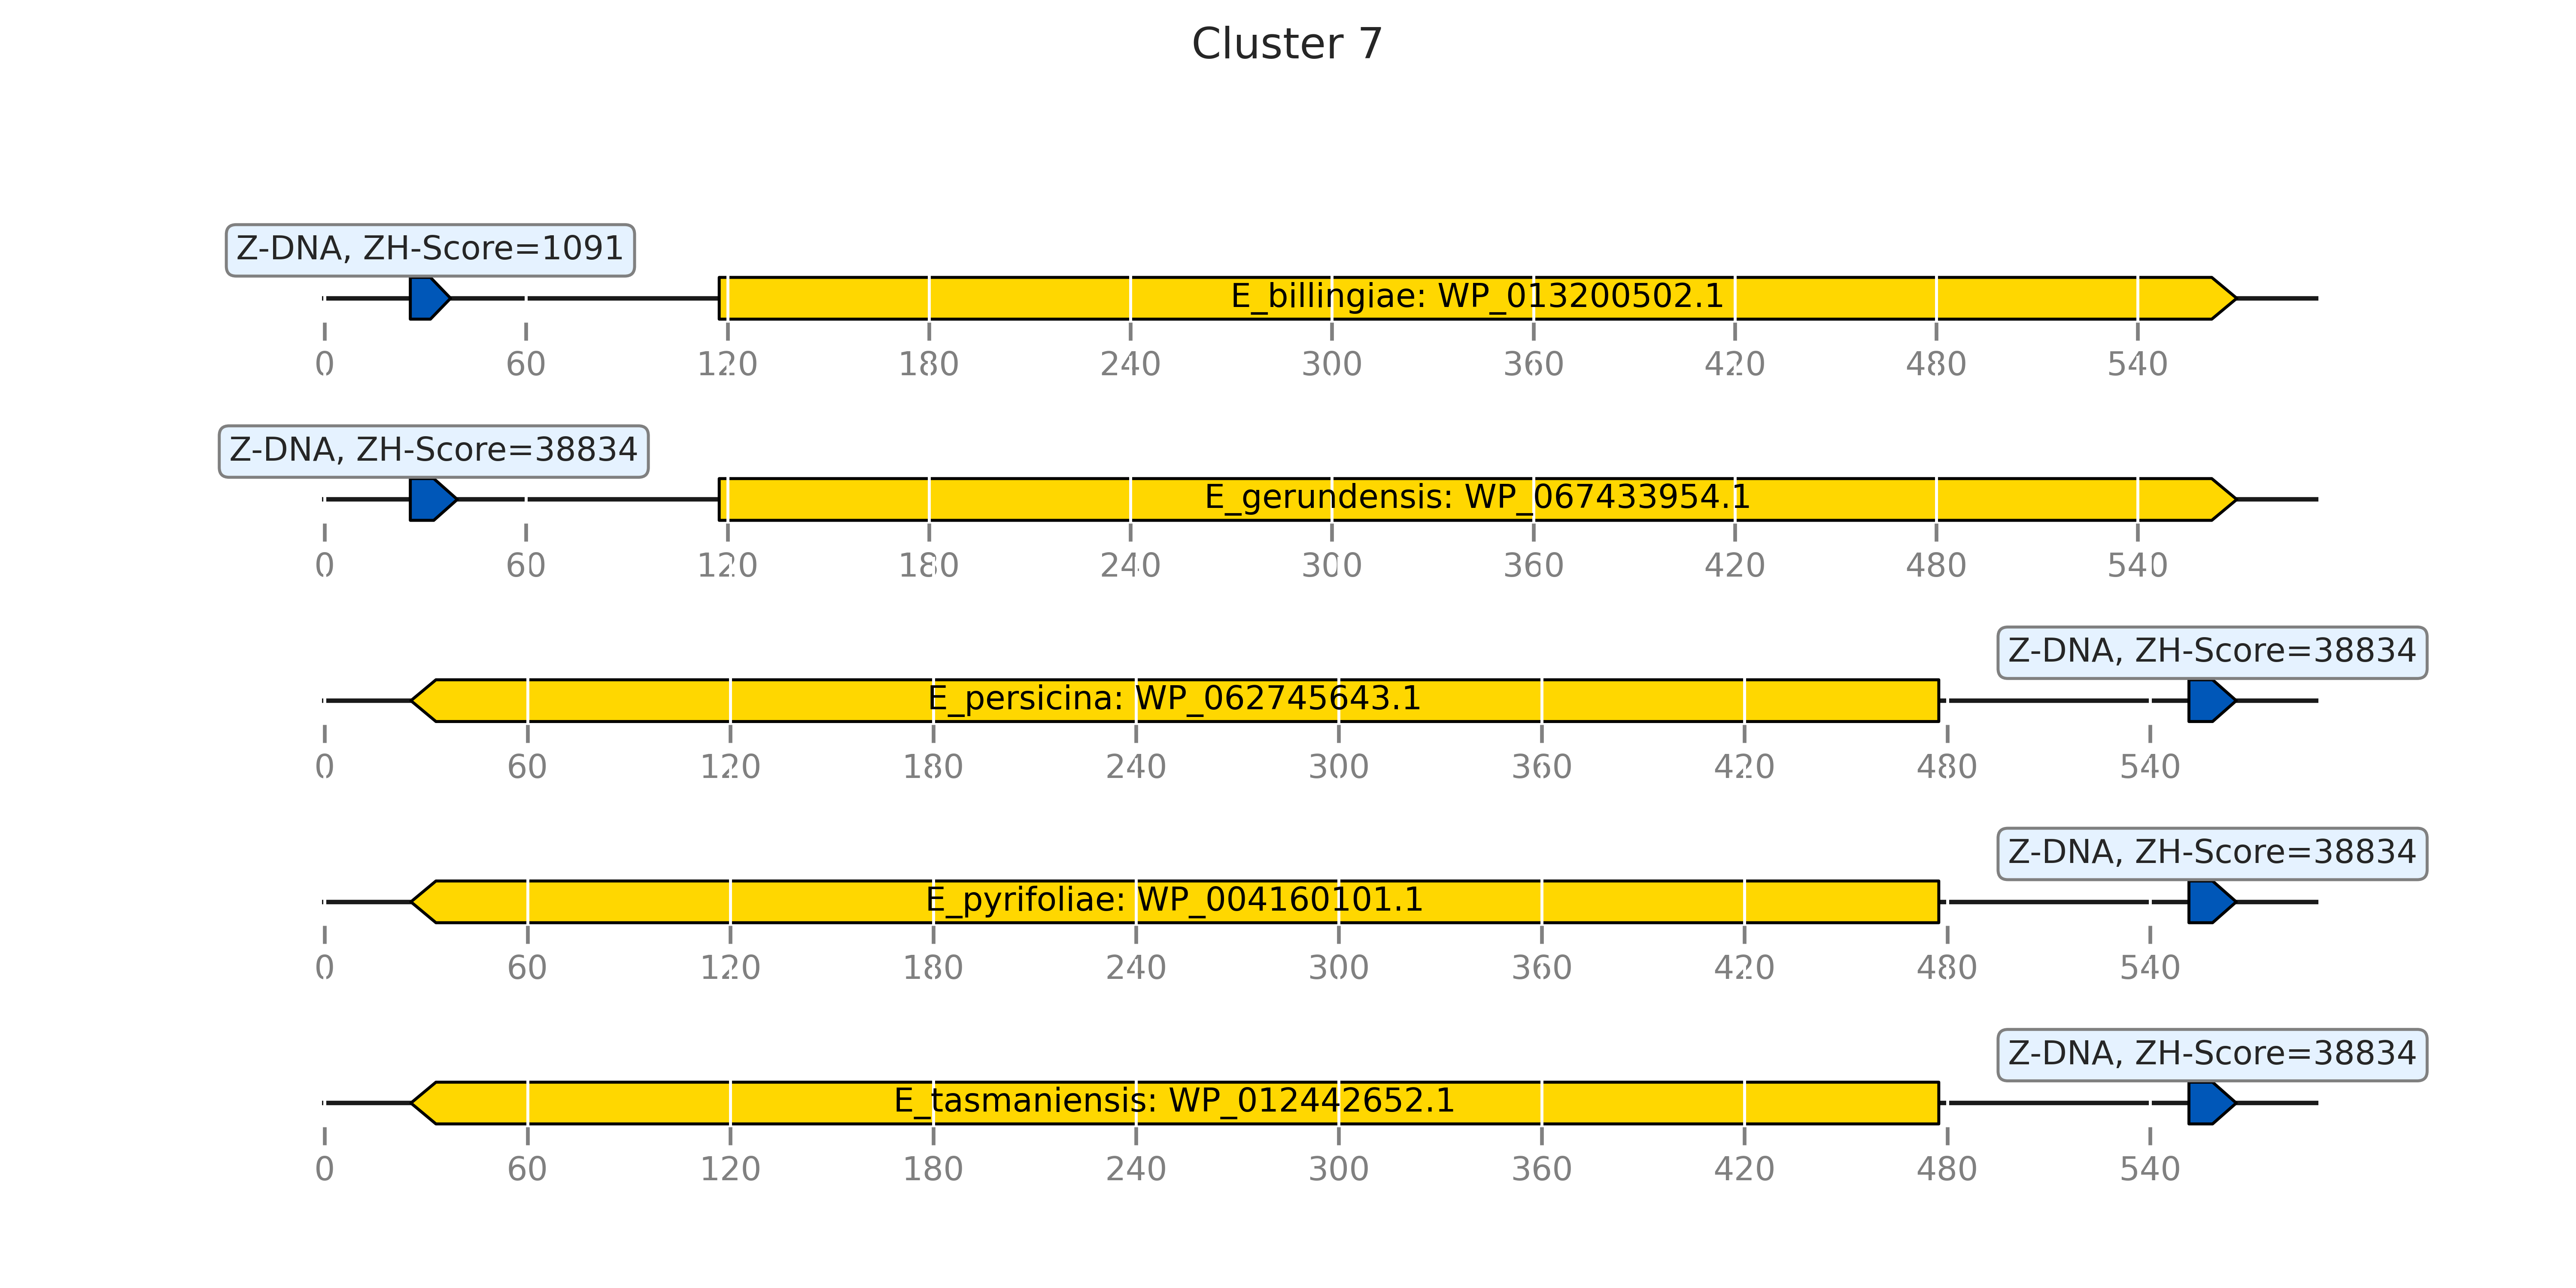 Cluster 7
Z-DNA, ZH-Score=1091
E_billingiae: WP_013200502.1
0 60 120 180 240 300 360 420 480 540
Z-DNA, ZH-Score=38834
E_gerundensis: WP_067433954.1
0 60 120 180 240 300 360 420 480 540
Z-DNA, ZH-Score=38834
E_persicina: WP_062745643.1
0 60 120 180 240 300 360 420 480 540
Z-DNA, ZH-Score=38834
E_pyrifoliae: WP_004160101.1
0 60 120 180 240 300 360 420 480 540
Z-DNA, ZH-Score=38834
E_tasmaniensis: WP_012442652.1
0 60 120 180 240 300 360 420 480 540